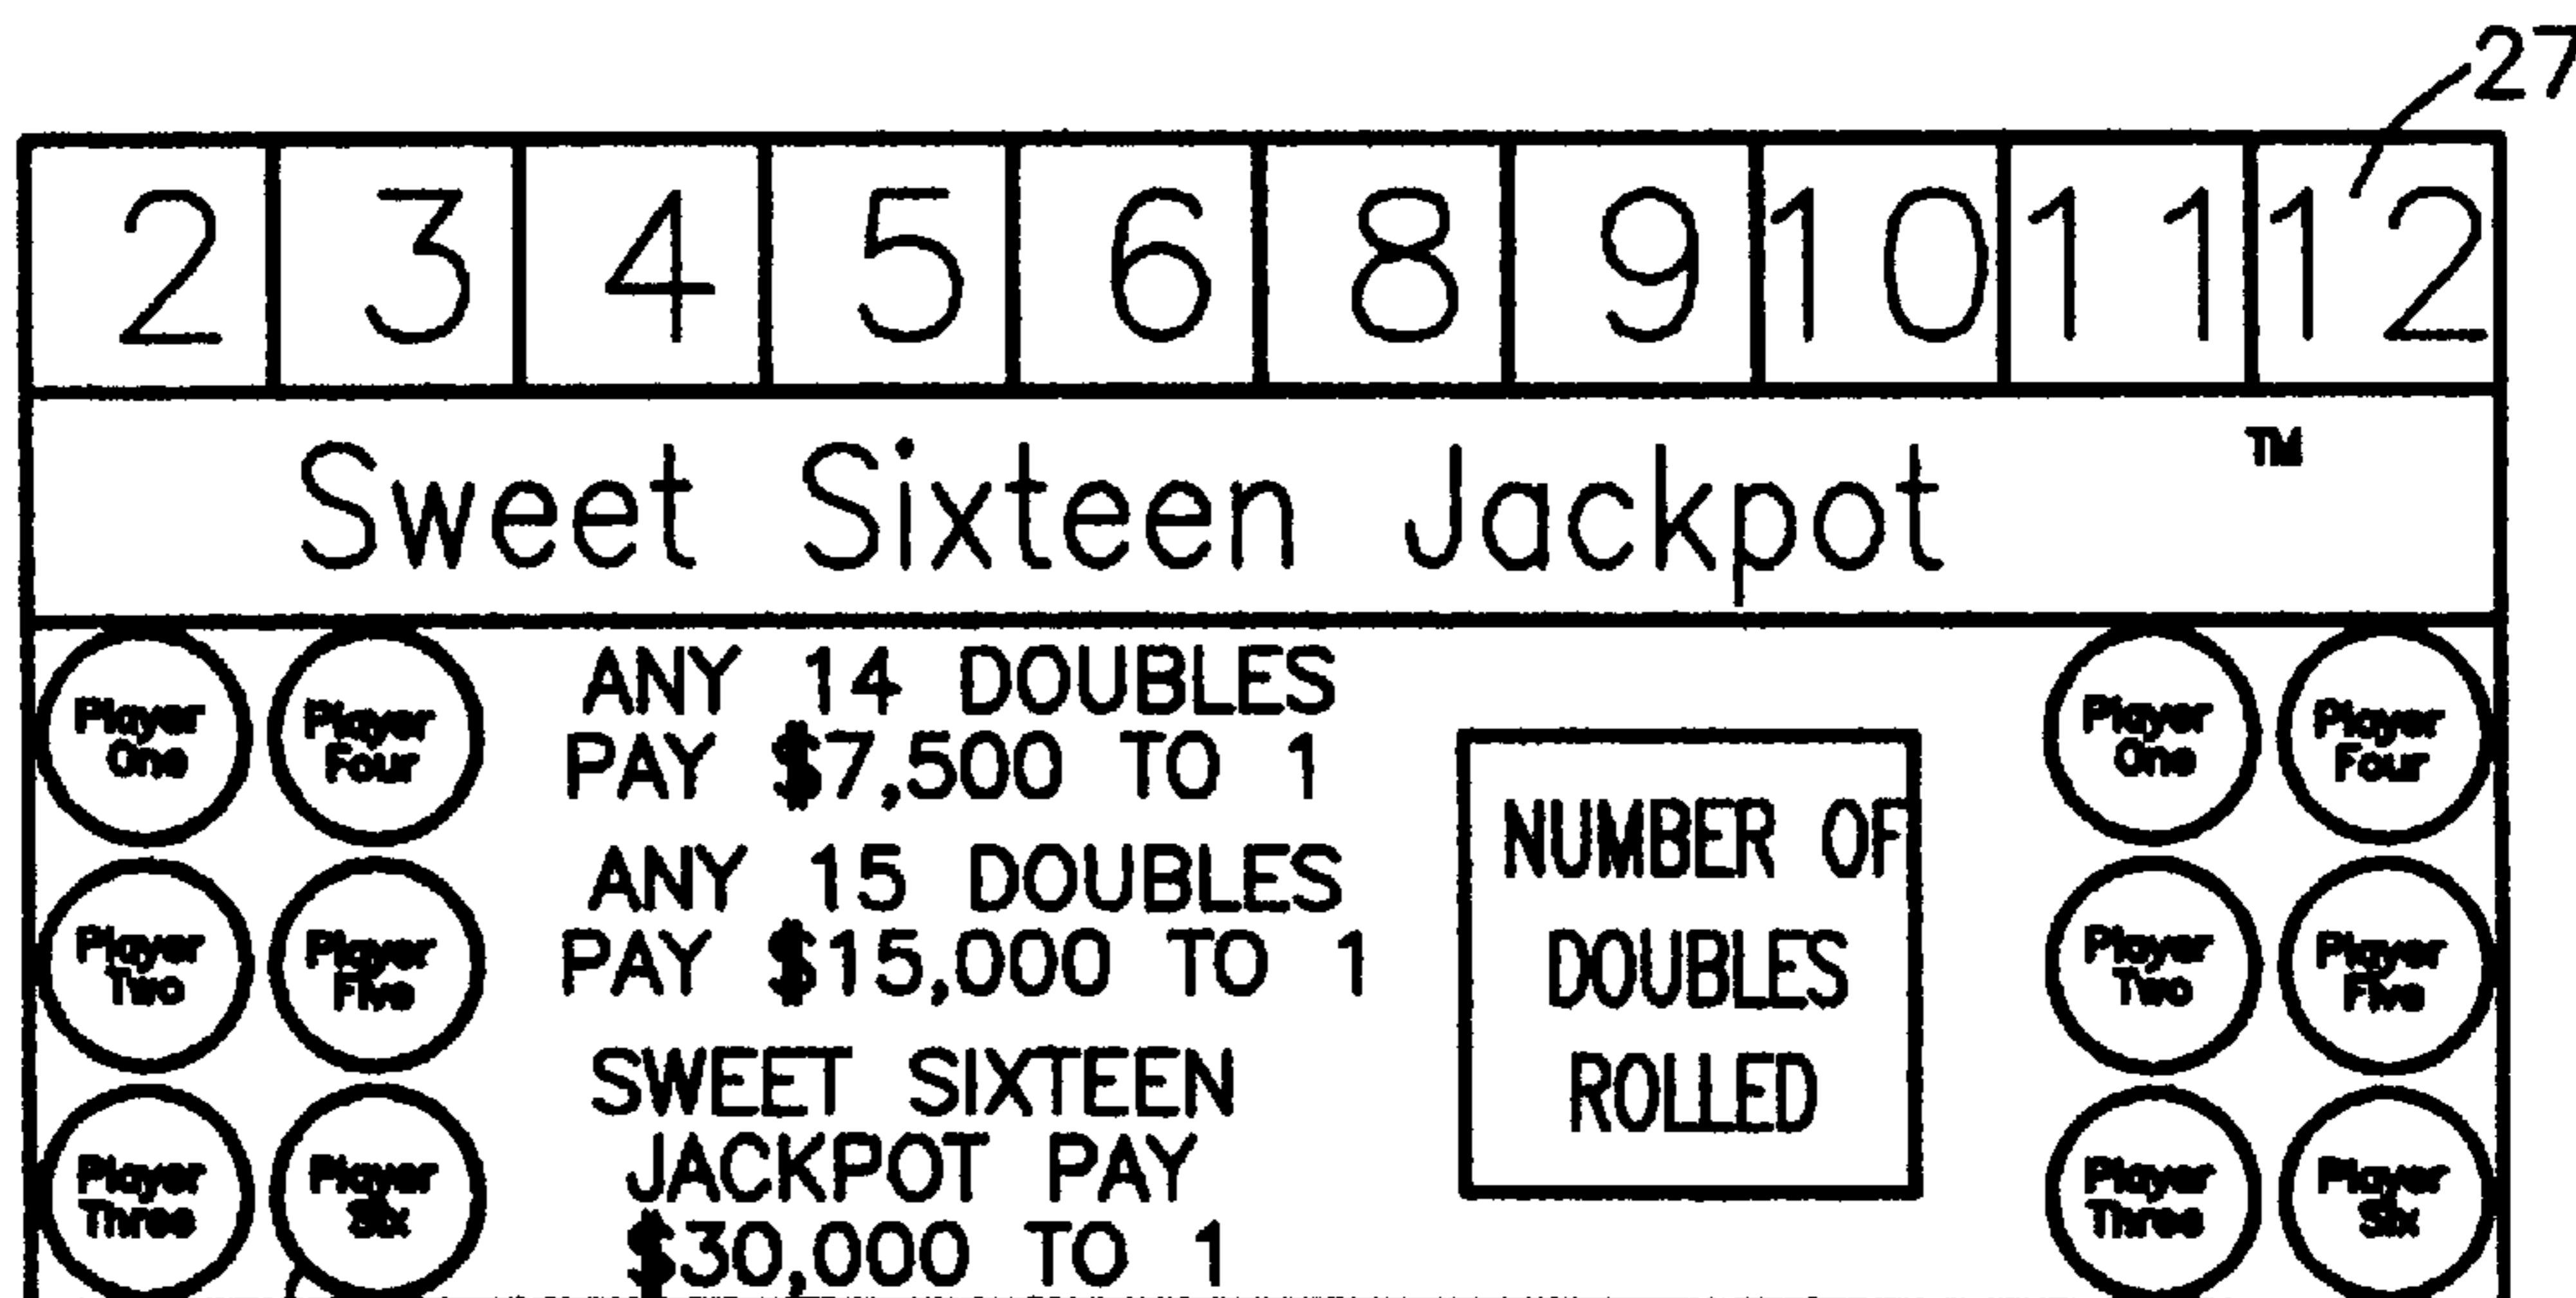 27
2 3 4 5 6 8 9 10 11 12
Sweet Sixteen Jackpot ™
Player One
Player Four
Player Two
Player Five
Player Three
Player Six
ANY 14 DOUBLES
PAY $7,500 TO 1
ANY 15 DOUBLES
PAY $15,000 TO 1
SWEET SIXTEEN
JACKPOT PAY
$30,000 TO 1
NUMBER OF
DOUBLES
ROLLED
Player One
Player Four
Player Two
Player Five
Player Three
Player Six